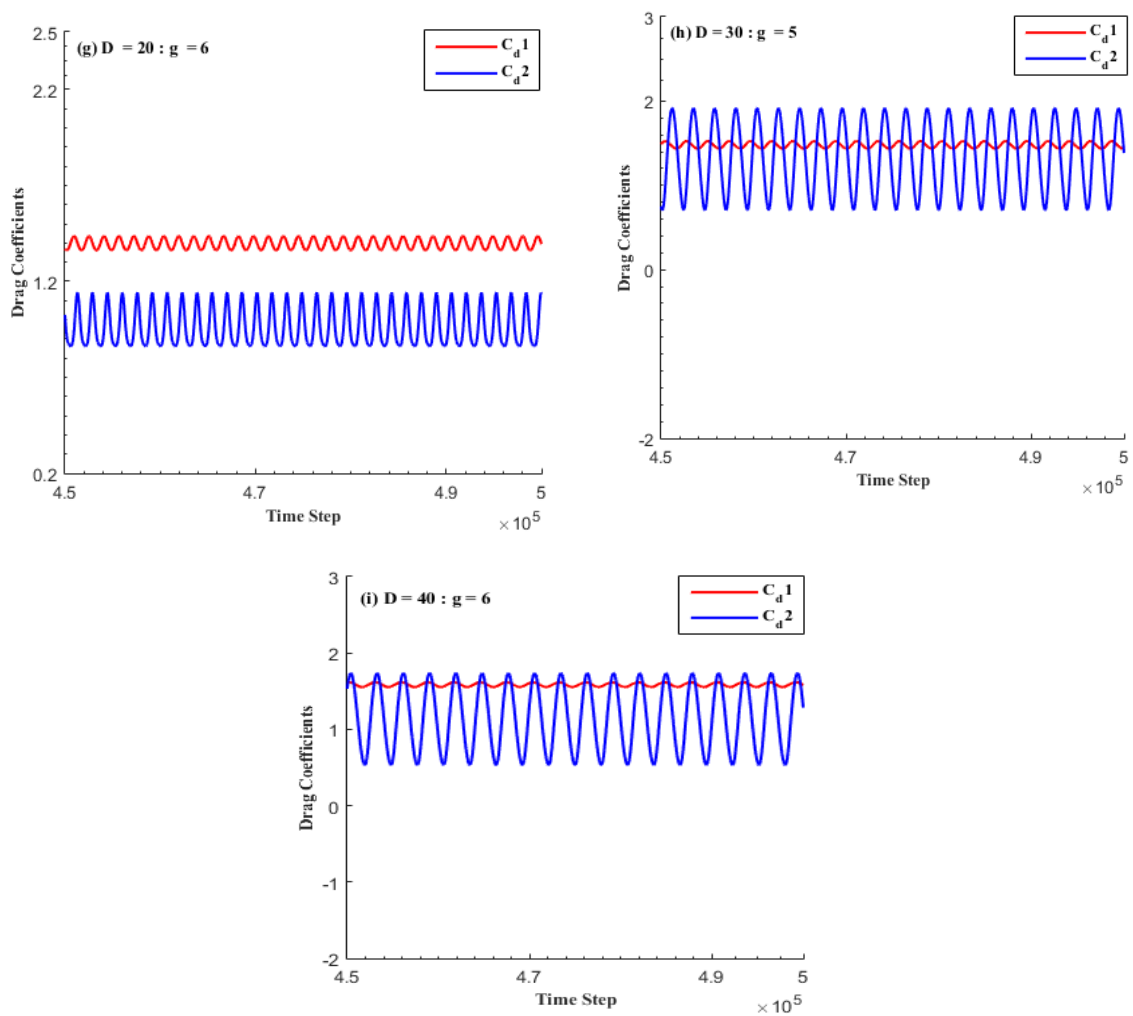 (g) D = 20 : g = 6
C_d1
C_d2
2.5
2.2
1.2
0.2
Drag Coefficients
4.5 4.7 4.9 5
Time Step
× 10^5
(h) D = 30 : g = 5
C_d1
C_d2
3
2
0
-2
Drag Coefficients
4.5 4.7 4.9 5
Time Step
× 10^5
(i) D = 40 : g = 6
C_d1
C_d2
3
2
1
0
-1
-2
Drag Coefficients
4.5 4.7 4.9 5
Time Step
× 10^5